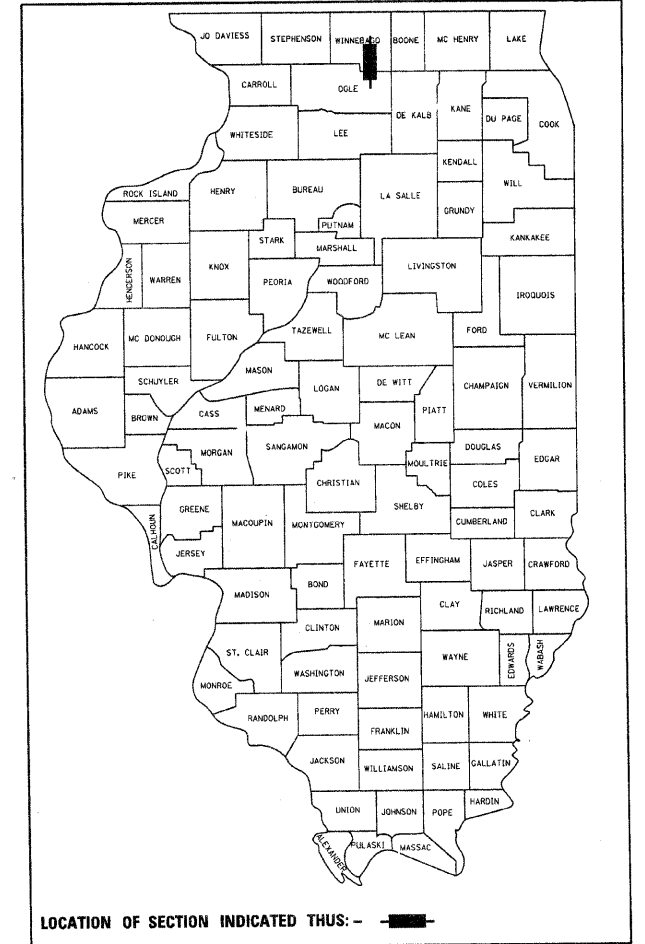 JO DAVIESS STEPHENSON WINNEBAGO BOONE MC HENRY LAKE
CARROLL OGLE
DE KALB KANE DU PAGE COOK
WHITESIDE LEE
KENDALL WILL
ROCK ISLAND HENRY BUREAU LA SALLE
GRUNDY
MERCER PUTNAM
STARK MARSHALL KANKAKEE
HENDERSON WARREN KNOX PEORIA WOODFORD LIVINGSTON
IROQUOIS
HANCOCK MC DONOUGH FULTON TAZEWELL MC LEAN FORD
MASON
SCHUYLER LOGAN DE WITT CHAMPAIGN VERMILION
ADAMS BROWN CASS MENARD PIATT
MACON
MORGAN SANGAMON DOUGLAS EDGAR
PIKE SCOTT MOULTRIE
CHRISTIAN COLES
GREENE SHELBY CLARK
CALHOUN MACOUPIN MONTGOMERY CUMBERLAND
JERSEY FAYETTE EFFINGHAM JASPER CRAWFORD
MADISON BOND
CLAY RICHLAND LAWRENCE
CLINTON MARION
ST. CLAIR WAYNE EDWARDS WABASH
WASHINGTON JEFFERSON
MONROE
RANDOLPH PERRY HAMILTON WHITE
FRANKLIN
JACKSON WILLIAMSON SALINE GALLATIN
UNION JOHNSON POPE HARDIN
ALEXANDER PULASKI MASSAC
LOCATION OF SECTION INDICATED THUS: -